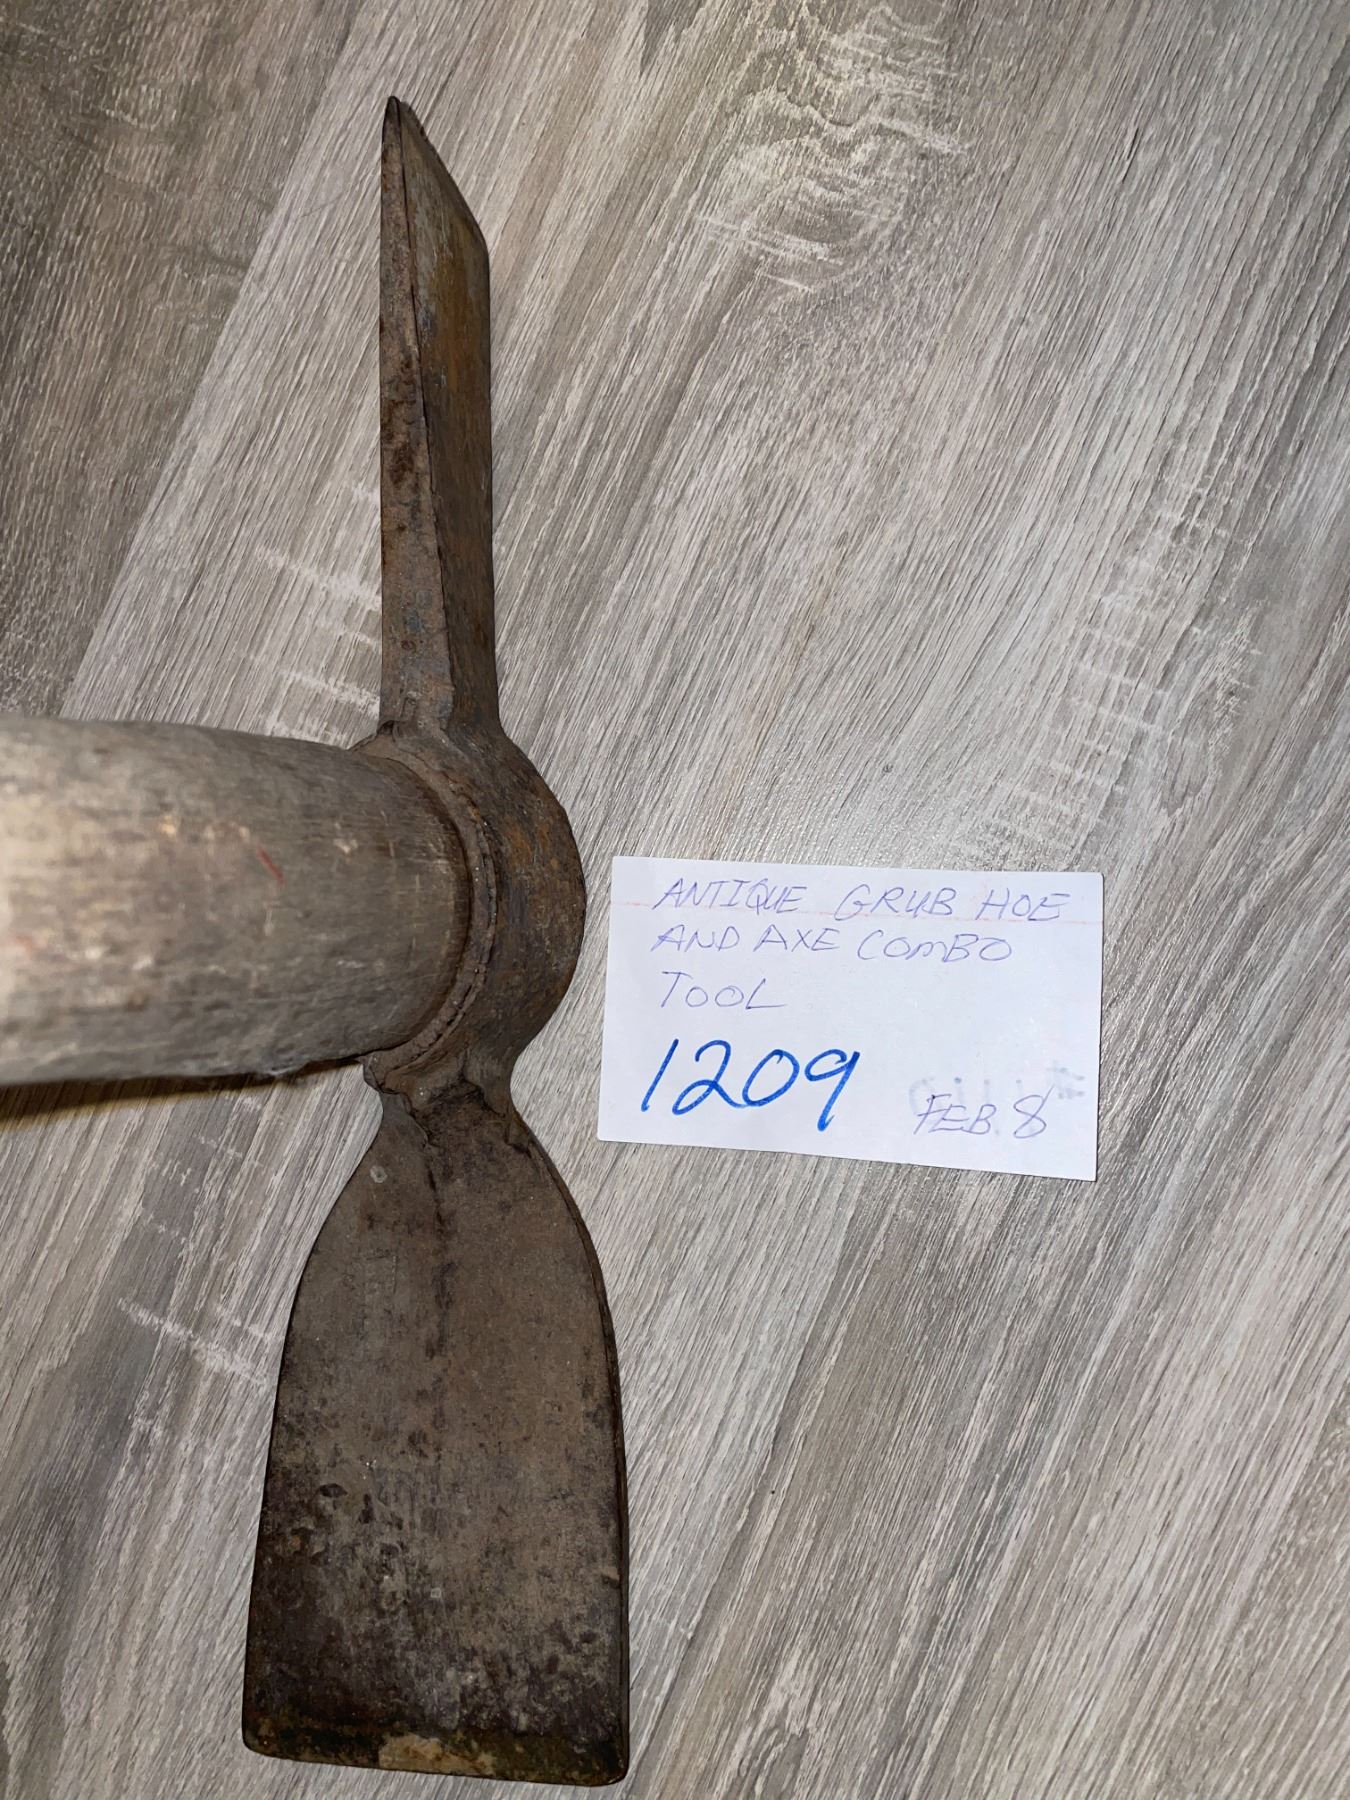 ANTIQUE GRUB HOE
AND AXE COMBO
TOOL
1209
FEB. 8